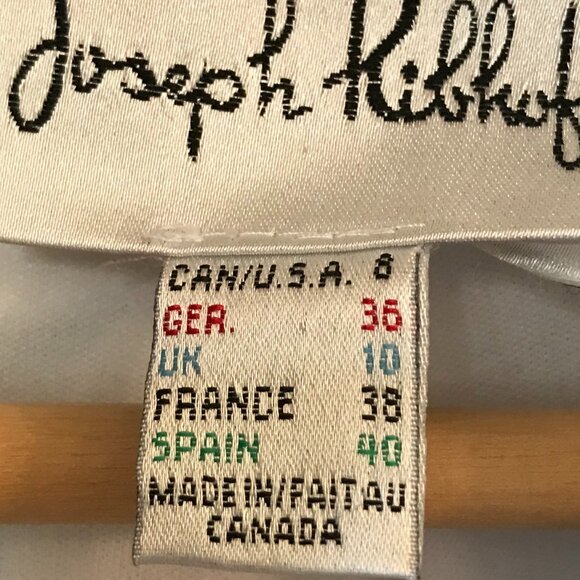 Joseph Ribkof
CAN/U.S.A. 8
GER. 36
UK 10
FRANCE 38
SPAIN 40
MADE IN/FAIT AU
CANADA